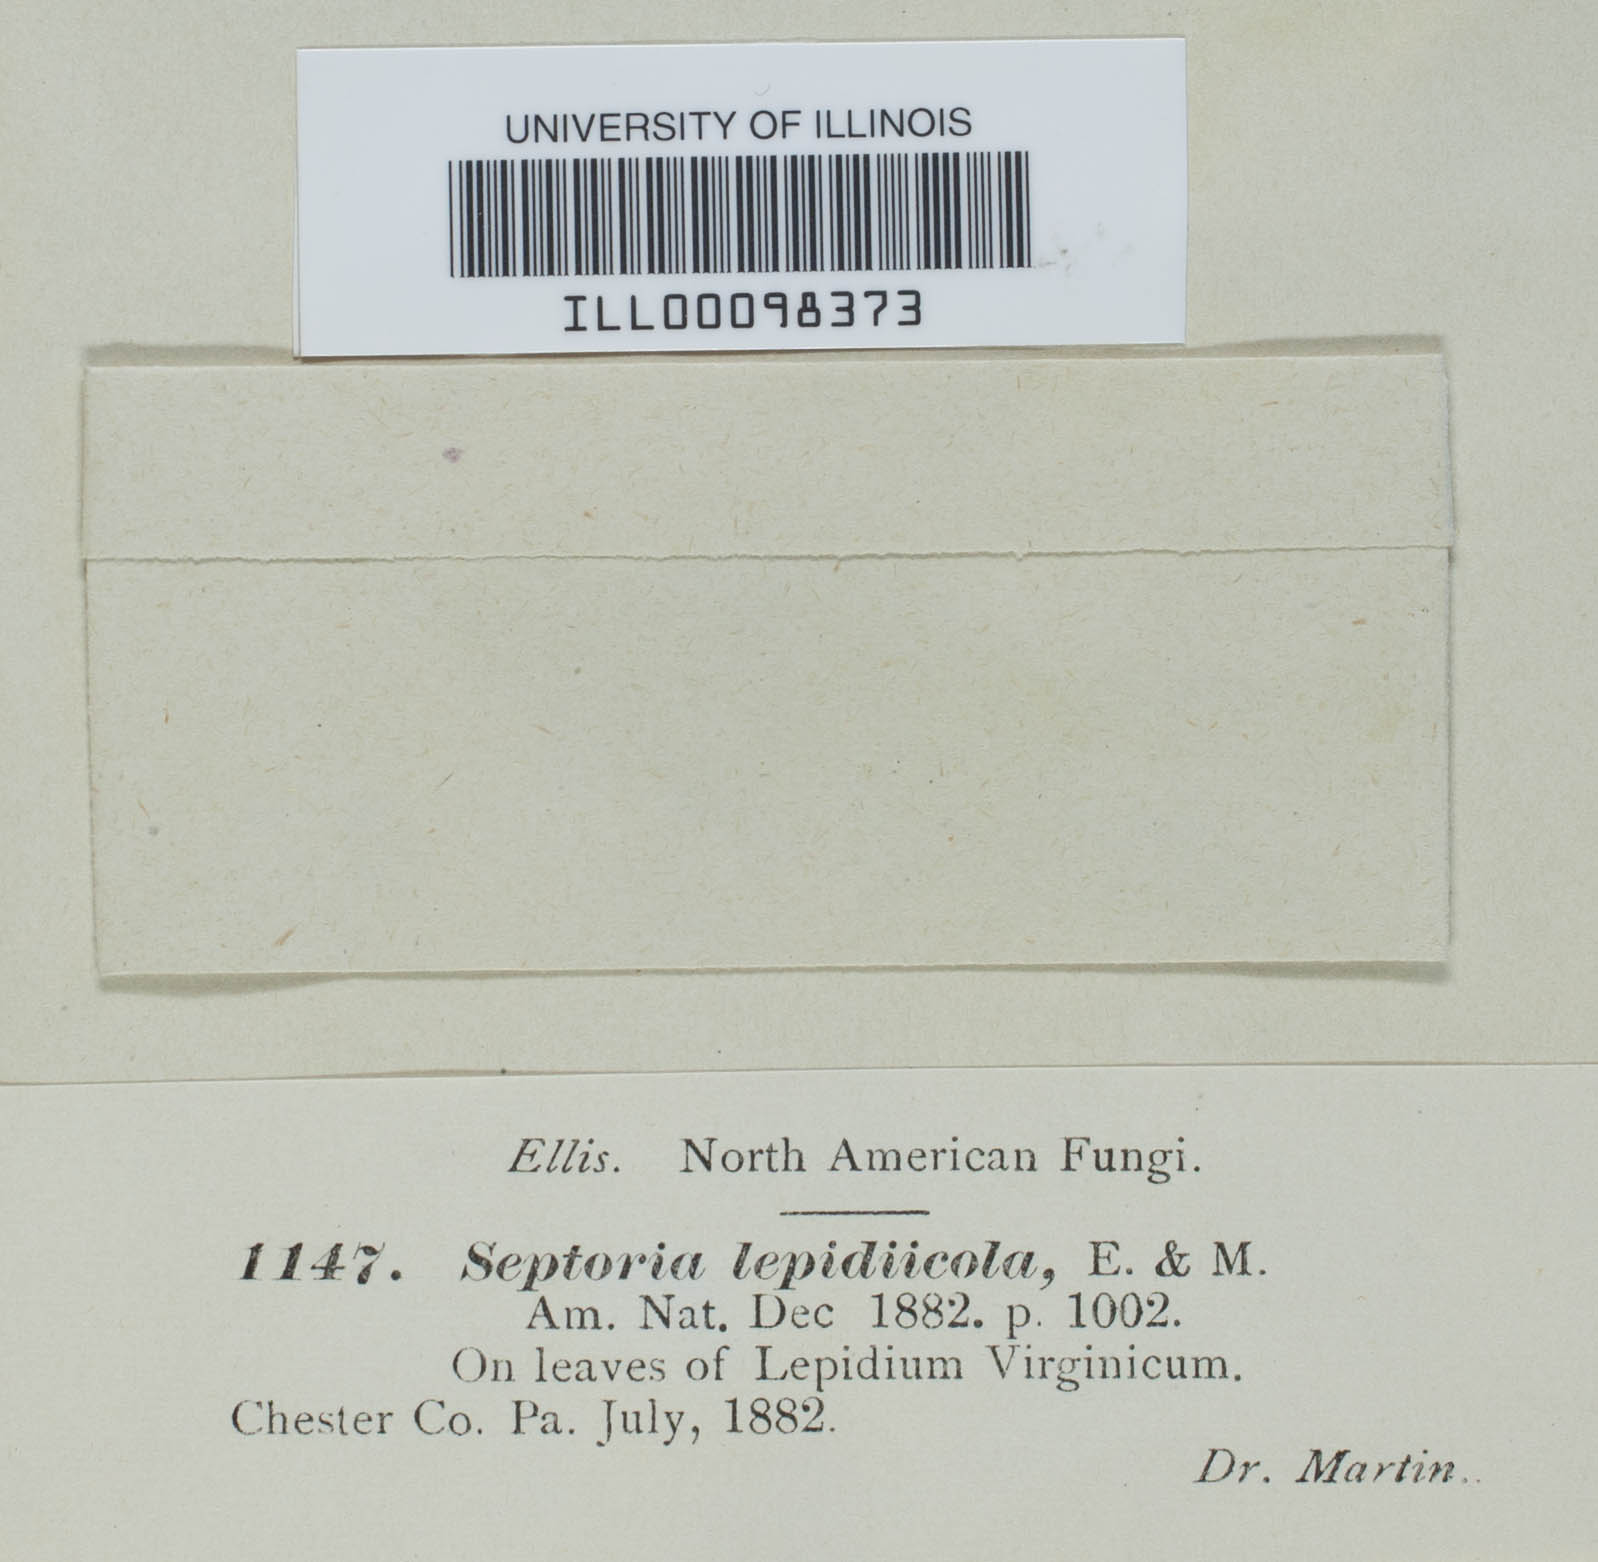 UNIVERSITY OF ILLINOIS
ILL00098373
Ellis. North American Fungi.
1147. Septoria lepidiicola, E. & M.
Am. Nat. Dec 1882. p. 1002.
On leaves of Lepidium Virginicum.
Chester Co. Pa. July, 1882.
Dr. Martin.